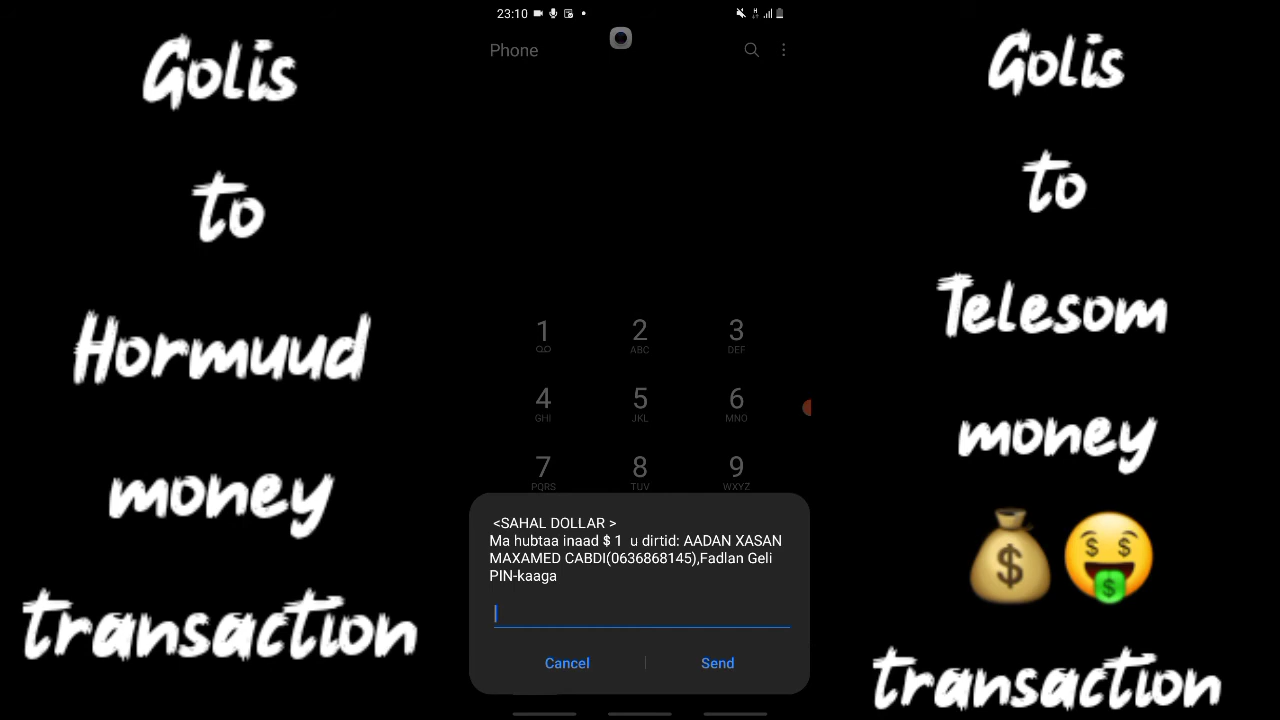 Golis
to
Hormuud
money
transaction
23:10
Phone
1
2 ABC
3 DEF
4 GHI
5 JKL
6 MNO
7 PQRS
8 TUV
9 WXYZ
<SAHAL DOLLAR >
Ma hubtaa inaad $ 1 u dirtid: AADAN XASAN
MAXAMED CABDI(0636868145),Fadlan Geli
PIN-kaaga
Cancel
Send
Golis
to
Telesom
money
transaction